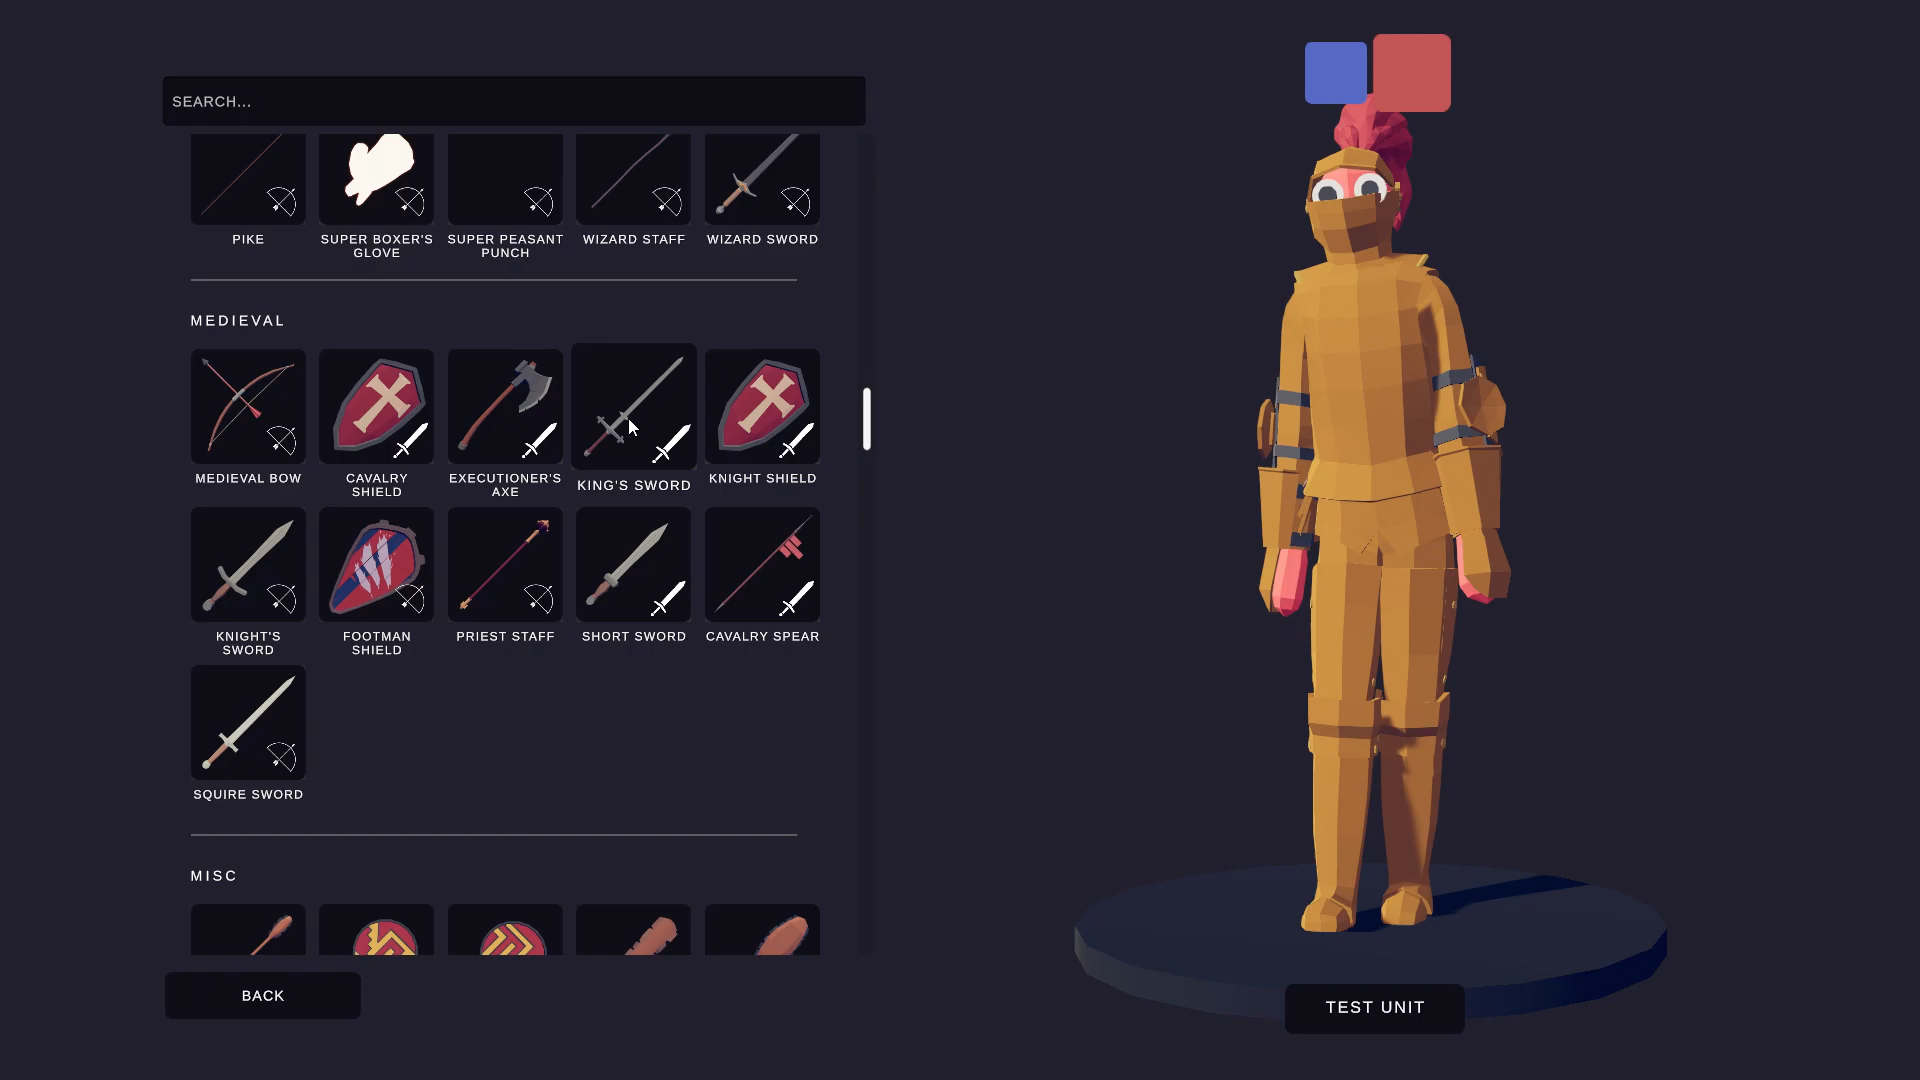 SEARCH...
PIKE
SUPER BOXER'S
GLOVE
SUPER PEASANT
PUNCH
WIZARD STAFF
WIZARD SWORD
MEDIEVAL
MEDIEVAL BOW
CAVALRY
SHIELD
EXECUTIONER'S
AXE
KING'S SWORD
KNIGHT SHIELD
KNIGHT'S
SWORD
FOOTMAN
SHIELD
PRIEST STAFF
SHORT SWORD
CAVALRY SPEAR
SQUIRE SWORD
MISC
BACK
TEST UNIT